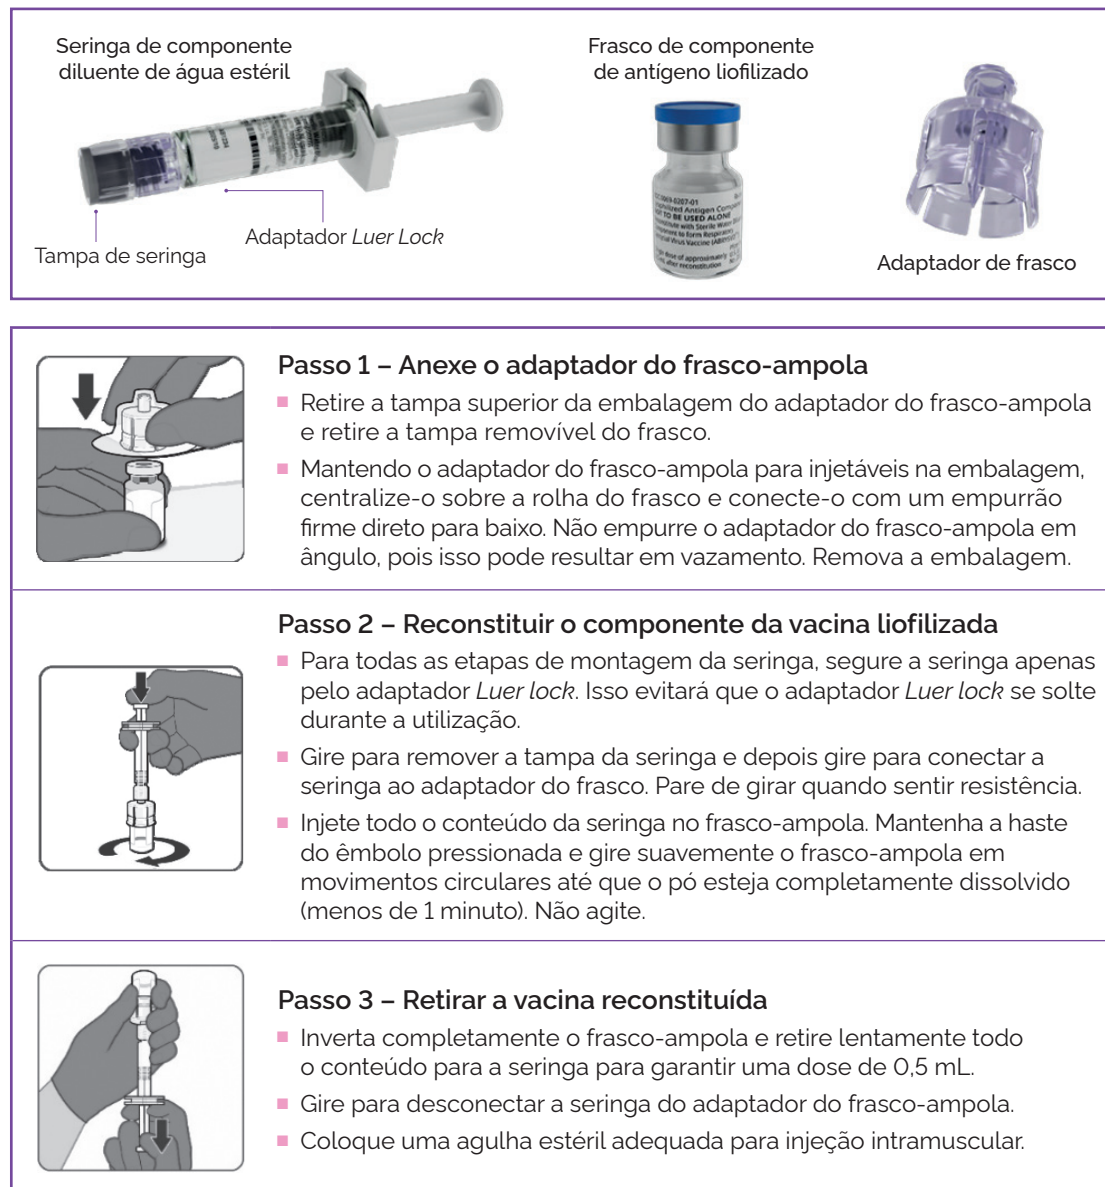 Seringa de componente
diluente de água estéril
Frasco de componente
de antígeno liofilizado
Tampa de seringa
Adaptador Luer Lock
Adaptador de frasco
NOT TO BE USED ALONE
Passo 1 – Anexe o adaptador do frasco-ampola
Retire a tampa superior da embalagem do adaptador do frasco-ampola
e retire a tampa removível do frasco.
Mantendo o adaptador do frasco-ampola para injetáveis na embalagem,
centralize-o sobre a rolha do frasco e conecte-o com um empurrão
firme direto para baixo. Não empurre o adaptador do frasco-ampola em
ângulo, pois isso pode resultar em vazamento. Remova a embalagem.
Passo 2 – Reconstituir o componente da vacina liofilizada
Para todas as etapas de montagem da seringa, segure a seringa apenas
pelo adaptador Luer lock. Isso evitará que o adaptador Luer lock se solte
durante a utilização.
Gire para remover a tampa da seringa e depois gire para conectar a
seringa ao adaptador do frasco. Pare de girar quando sentir resistência.
Injete todo o conteúdo da seringa no frasco-ampola. Mantenha a haste
do êmbolo pressionada e gire suavemente o frasco-ampola em
movimentos circulares até que o pó esteja completamente dissolvido
(menos de 1 minuto). Não agite.
Passo 3 – Retirar a vacina reconstituída
Inverta completamente o frasco-ampola e retire lentamente todo
o conteúdo para a seringa para garantir uma dose de 0,5 mL.
Gire para desconectar a seringa do adaptador do frasco-ampola.
Coloque uma agulha estéril adequada para injeção intramuscular.